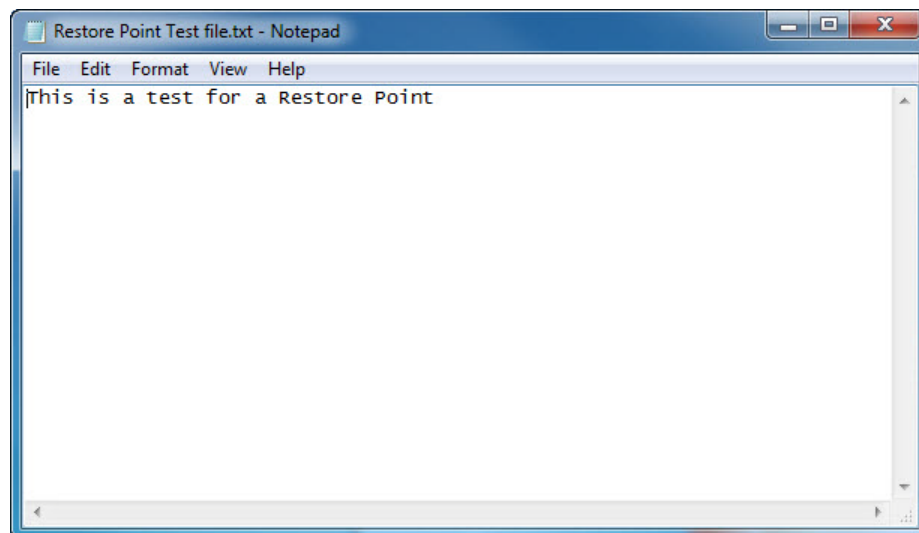 Restore Point Test file.txt - Notepad
File Edit Format View Help
This is a test for a Restore Point